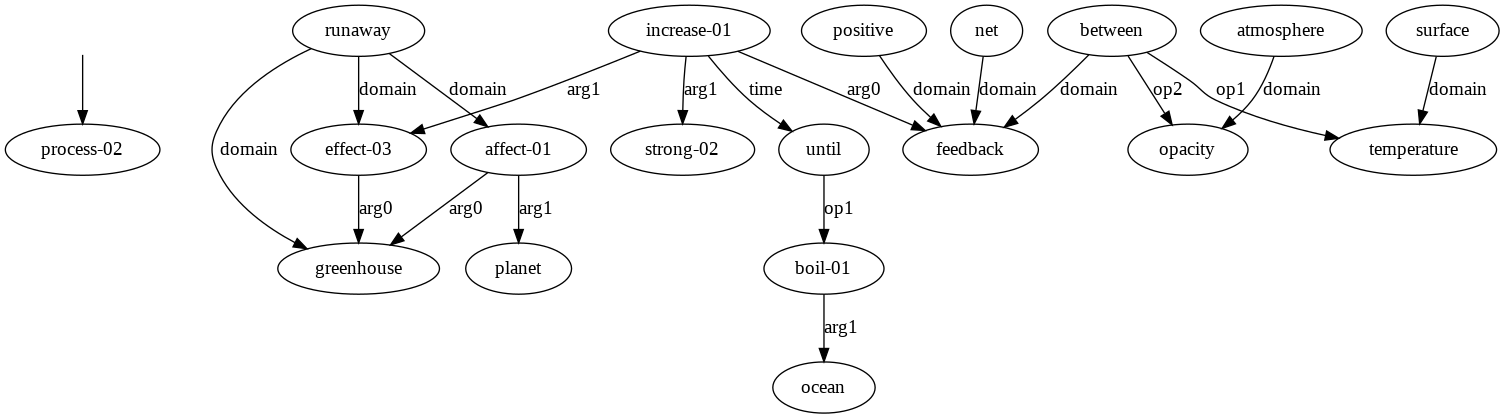 runaway increase-01 positive net between atmosphere surface
domain domain arg1 arg1 time arg0 domain domain domain op2 domain op1 domain
process-02 effect-03 affect-01 strong-02 until feedback opacity temperature
domain
arg0 arg0 arg1 op1
greenhouse planet boil-01
arg1
ocean